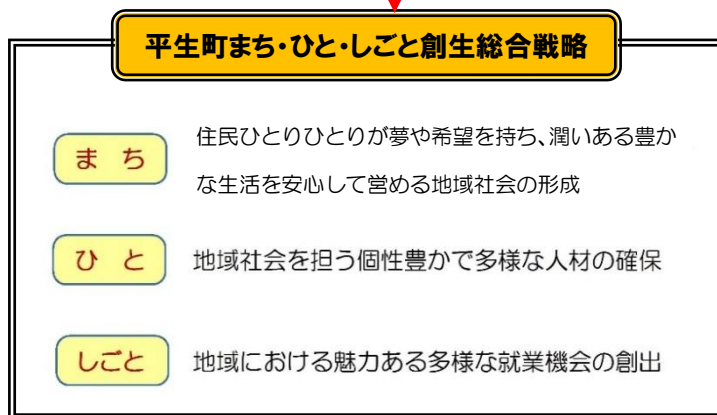 平生町まち・ひと・しごと創生総合戦略
まち
住民ひとりひとりが夢や希望を持ち、潤いある豊か
な生活を安心して営める地域社会の形成
ひと
地域社会を担う個性豊かで多様な人材の確保
しごと
地域における魅力ある多様な就業機会の創出